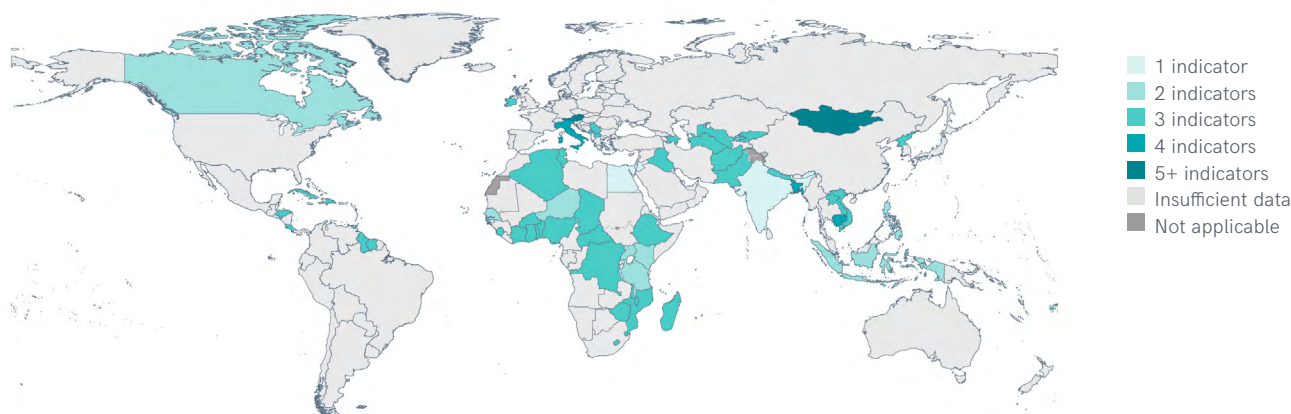 1 indicator
2 indicators
3 indicators
4 indicators
5+ indicators
Insufficient data
Not applicable